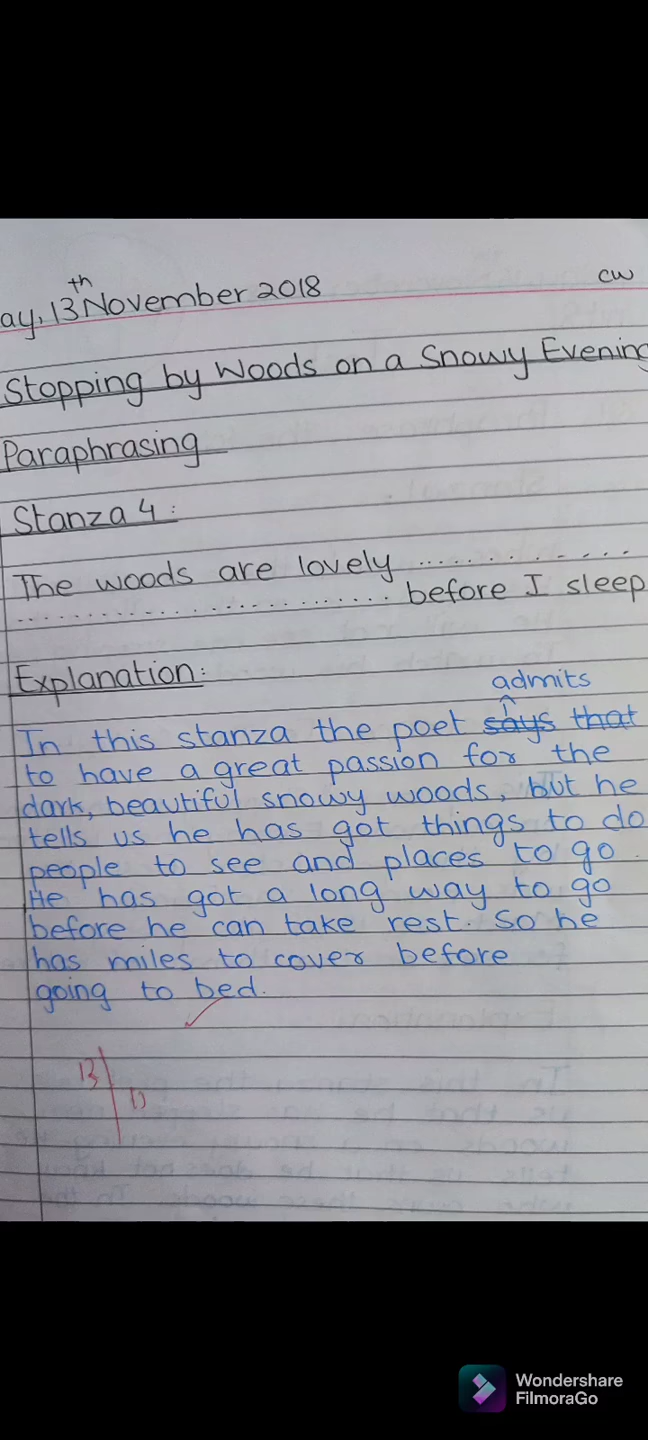 ay, 13th November 2018 CW
Stopping by Woods on a Snowy Evening
Paraphrasing
Stanza 4:
The woods are lovely ...............
.............................. before I sleep
Explanation:
admits
In this stanza the poet ^ says that
to have a great passion for the
dark, beautiful snowy woods, but he
tells us he has got things to do
people to see and places to go.
He has got a long way to go
before he can take rest. So he
has miles to cover before
going to bed.
13
11
Wondershare
FilmoraGo